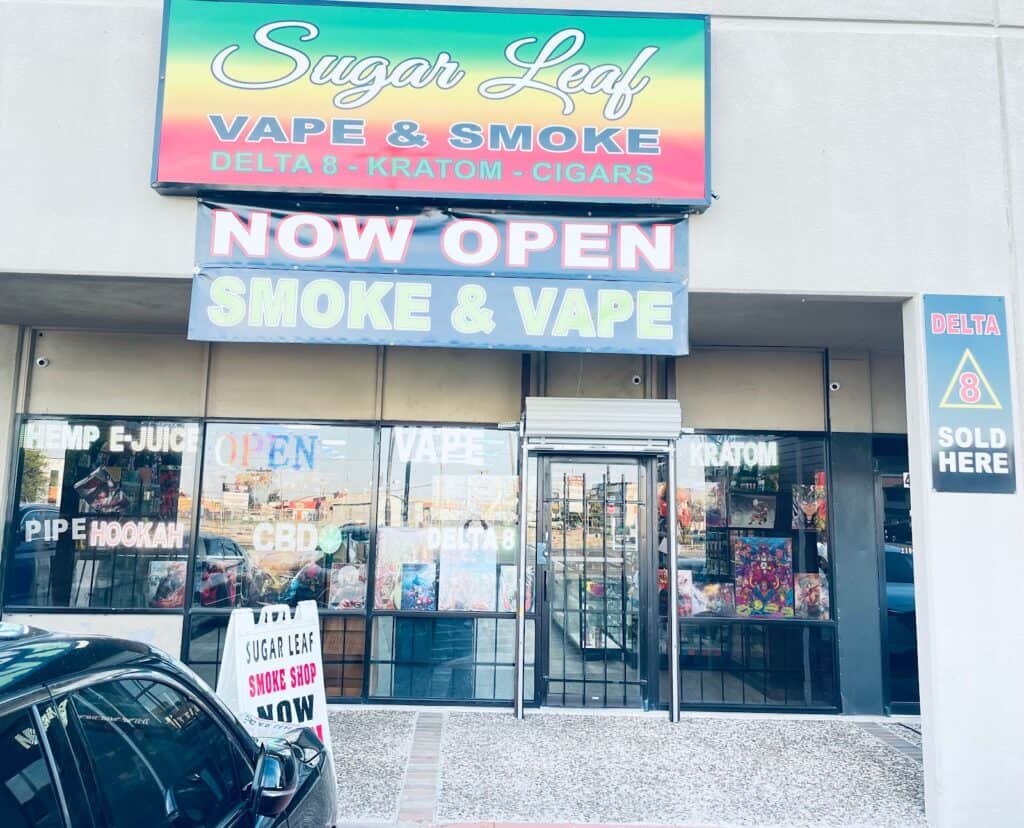 Sugar Leaf
VAPE & SMOKE
DELTA 8 - KRATOM - CIGARS
NOW OPEN
SMOKE & VAPE
DELTA
8
SOLD
HERE
HEMP E-JUICE
OPEN
VAPE
KRATOM
PIPE HOOKAH
CBD
DELTA 8
SUGAR LEAF
SMOKE SHOP
NOW